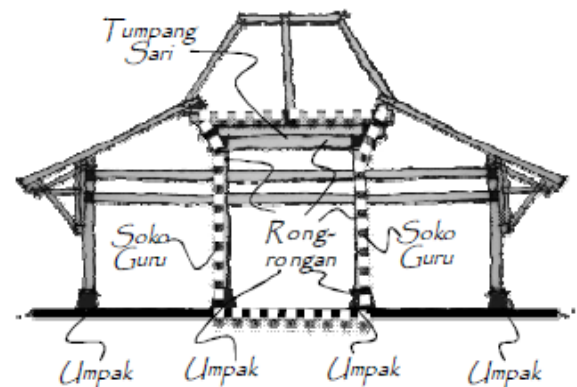 Tumpang
Sari
Soko
Guru
Rong-
rongan
Soko
Guru
Umpak
Umpak
Umpak
Umpak